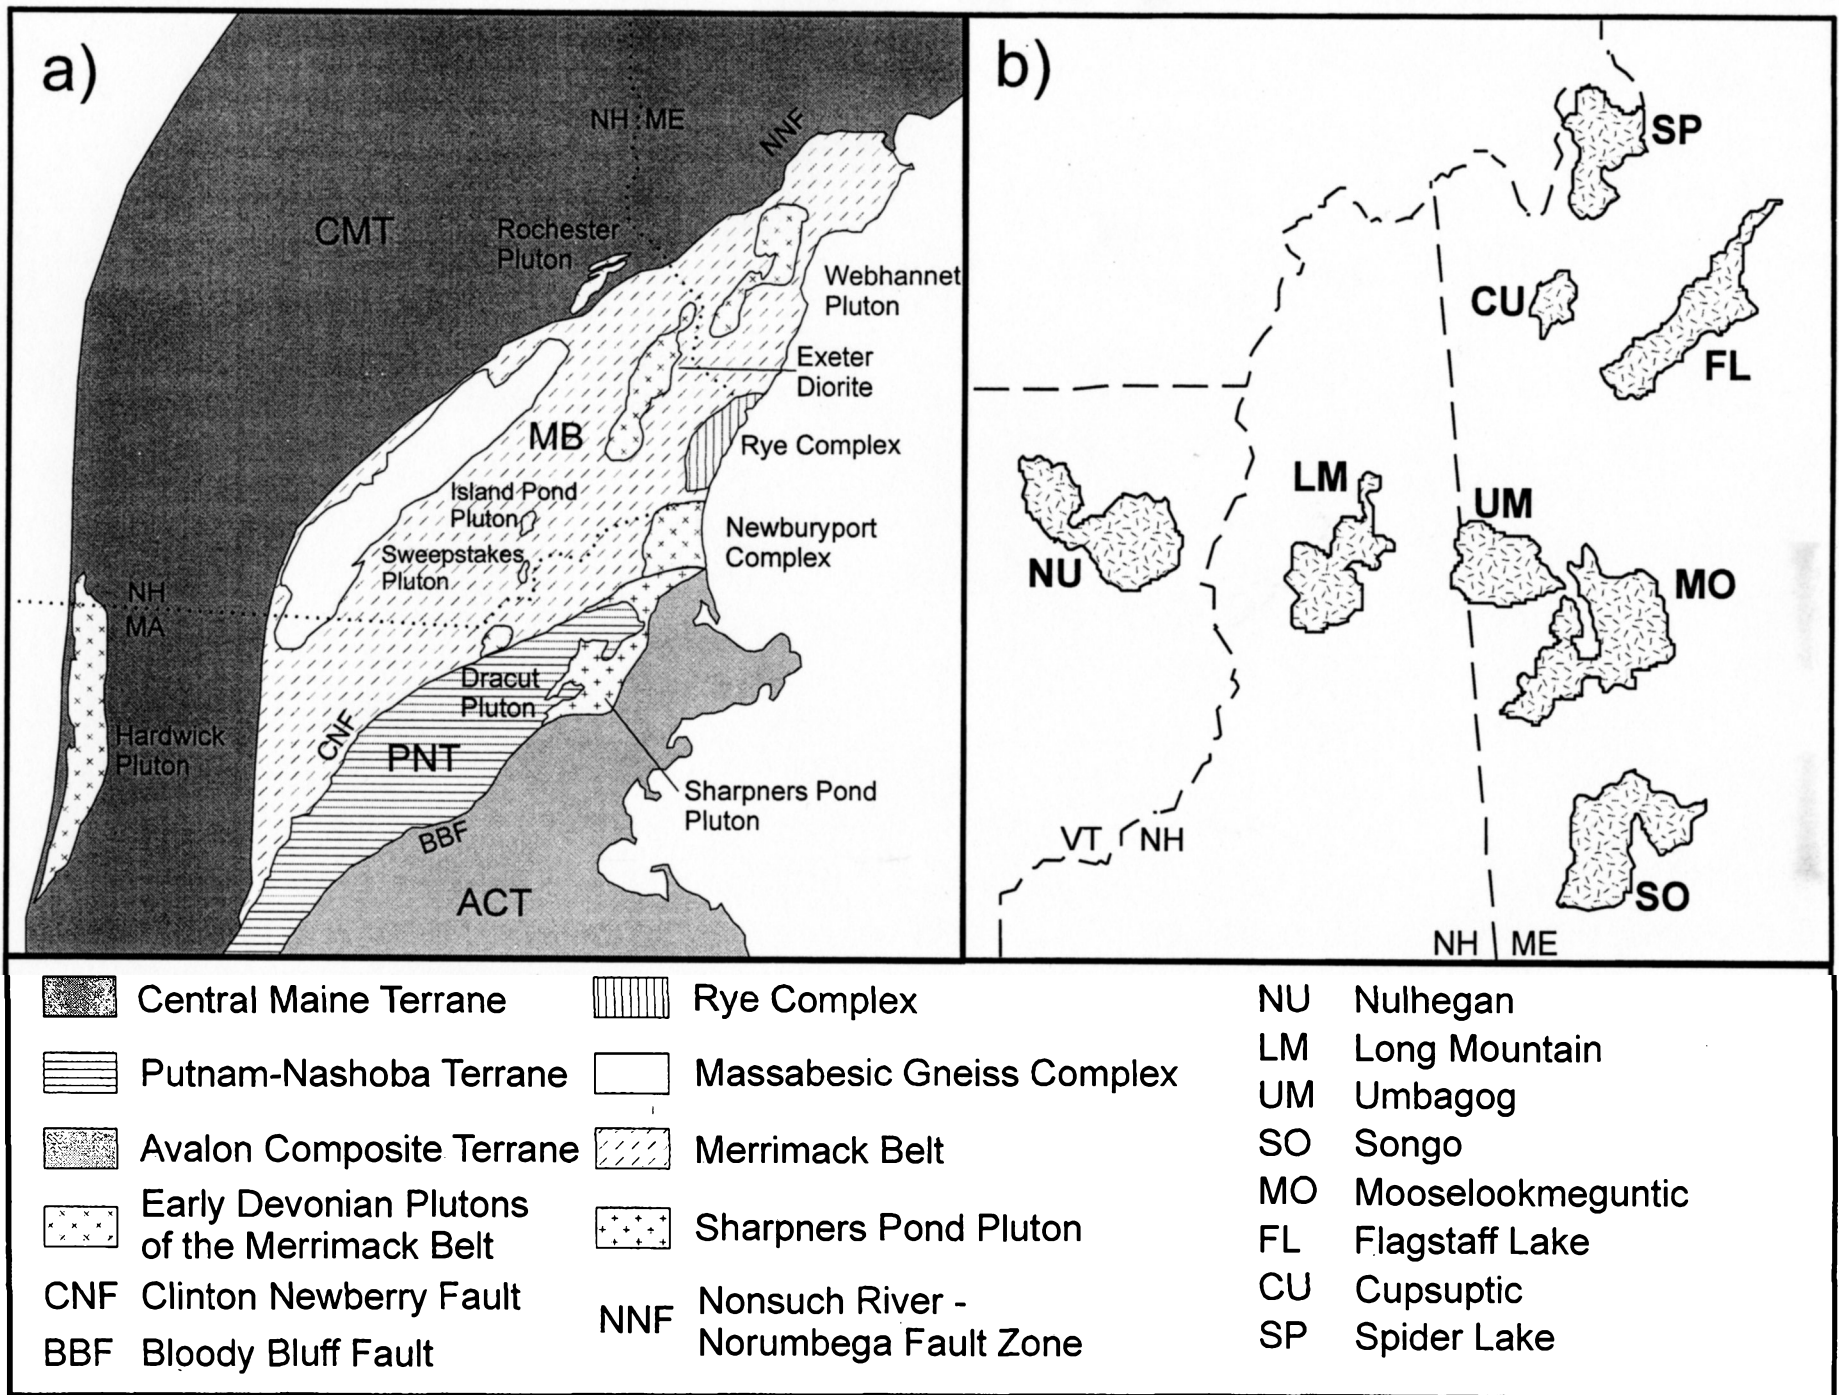 a)
NH ME
NNF
CMT
Rochester
Pluton
Webhannet
Pluton
Exeter
Diorite
MB
Rye Complex
Island Pond
Pluton
Newburyport
Complex
Sweepstakes
Pluton
NH
MA
Dracut
Pluton
Hardwick
Pluton
CNF
PNT
Sharpners Pond
Pluton
BBF
ACT
b)
SP
CU
FL
LM
UM
NU
MO
VT NH
SO
NH ME
Central Maine Terrane
Putnam-Nashoba Terrane
Avalon Composite Terrane
Early Devonian Plutons
of the Merrimack Belt
CNF Clinton Newberry Fault
BBF Bloody Bluff Fault
Rye Complex
Massabesic Gneiss Complex
Merrimack Belt
Sharpners Pond Pluton
NNF Nonsuch River -
Norumbega Fault Zone
NU Nulhegan
LM Long Mountain
UM Umbagog
SO Songo
MO Mooselookmeguntic
FL Flagstaff Lake
CU Cupsuptic
SP Spider Lake